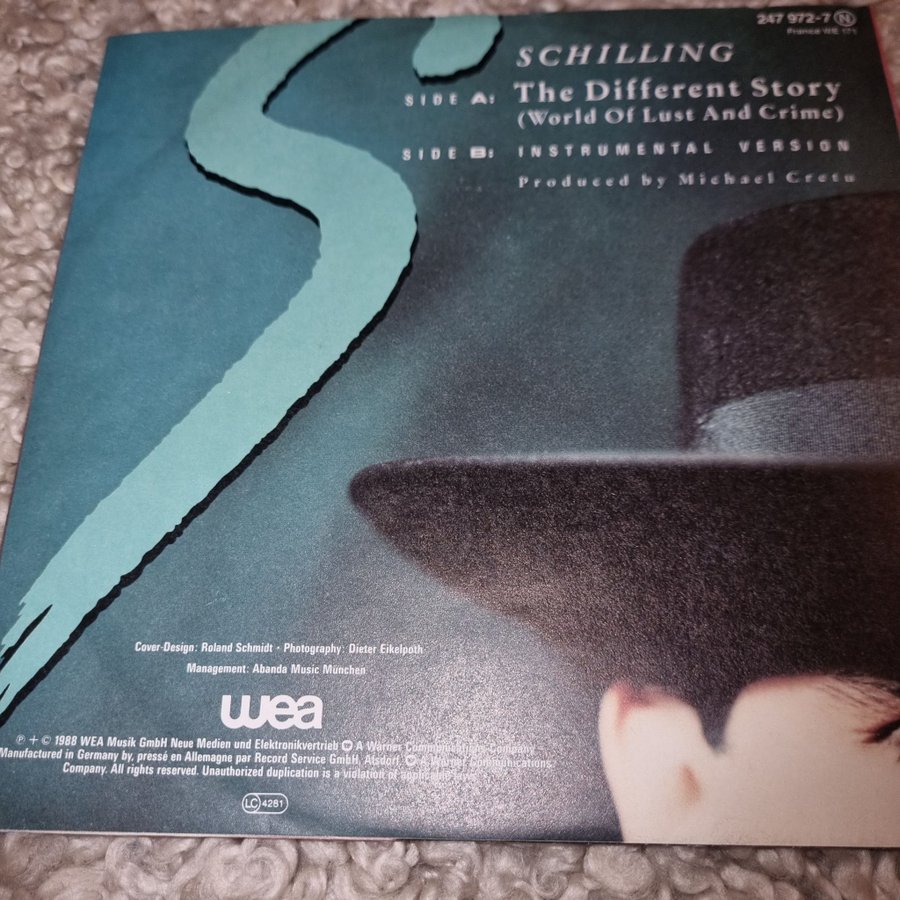 247 972-7 N
France: WE 171
SCHILLING
SIDE A: The Different Story
(World Of Lust And Crime)
SIDE B: INSTRUMENTAL VERSION
Produced by Michael Cretu
Cover-Design: Roland Schmidt • Photography: Dieter Eikelpoth
Management: Abanda Music München
wea
℗ + © 1988 WEA Musik GmbH Neue Medien und Elektronikvertrieb A Warner Communications Company
Manufactured in Germany by, pressé en Allemagne par Record Service GmbH, Alsdorf. A Warner Communications
Company. All rights reserved. Unauthorized duplication is a violation of applicable laws
LC 4281